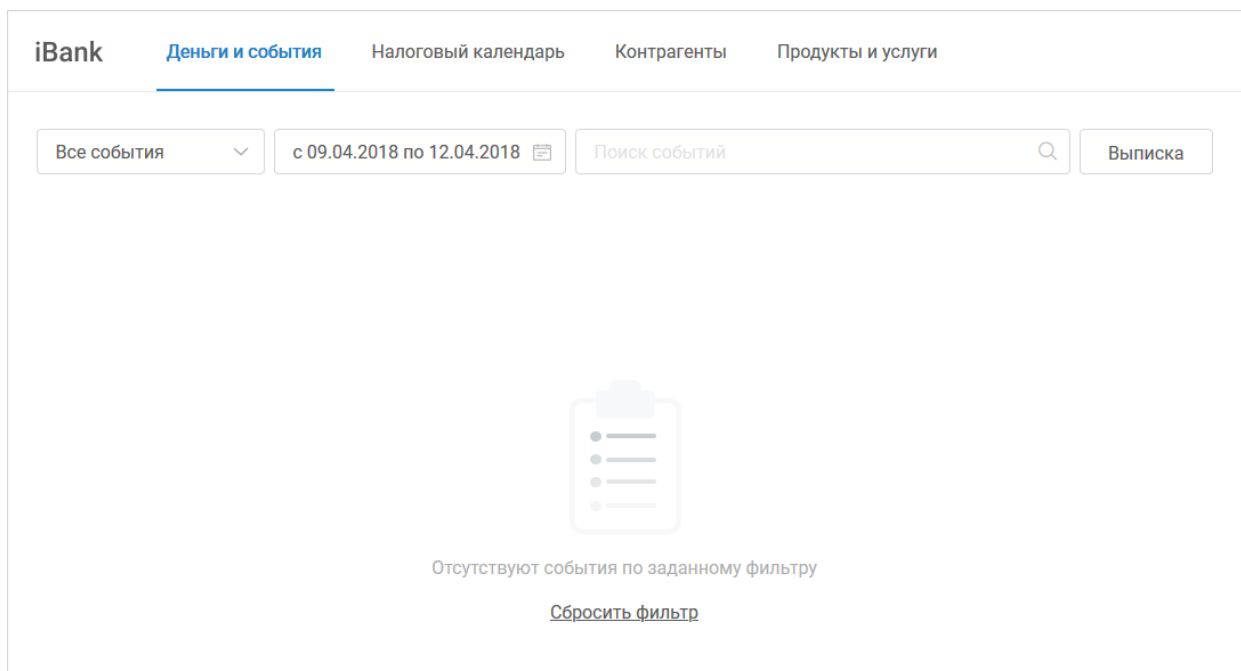 iBank Деньги и события Налоговый календарь Контрагенты Продукты и услуги
Все события с 09.04.2018 по 12.04.2018 Поиск событий Выписка
Отсутствуют события по заданному фильтру
Сбросить фильтр